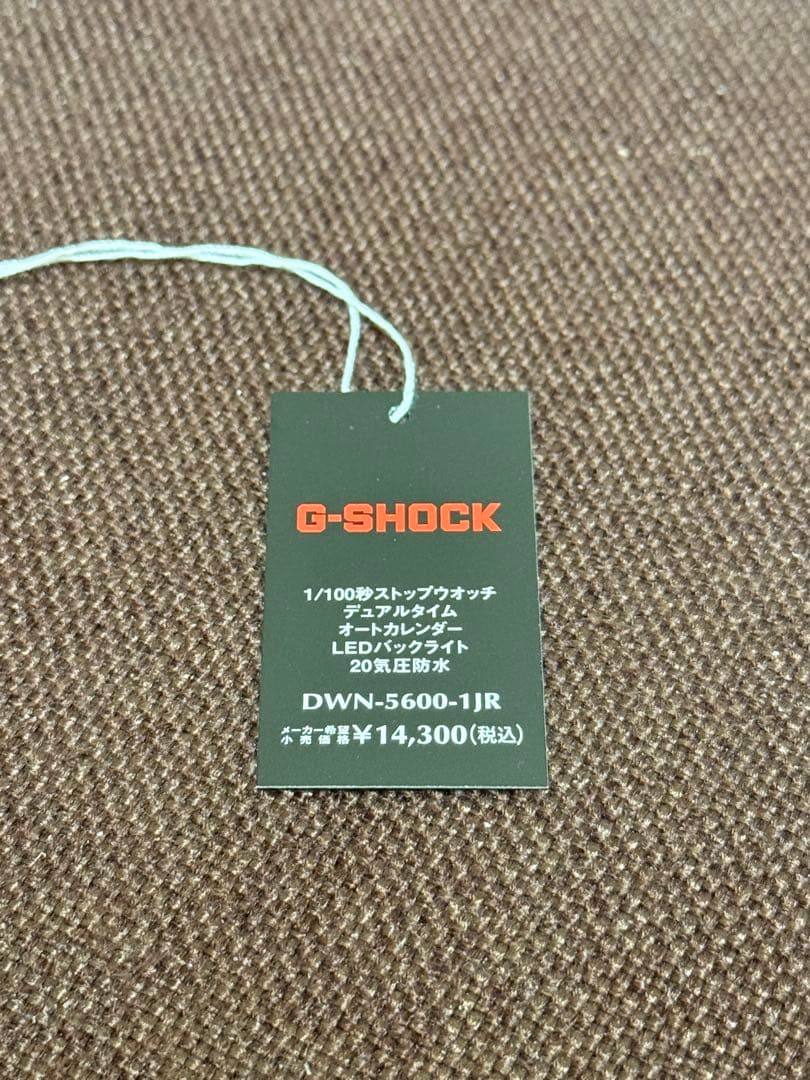 G-SHOCK
1/100秒ストップウオッチ
デュアルタイム
オートカレンダー
LEDバックライト
20気圧防水
DWN-5600-1JR
メーカー希望小売価格¥14,300(税込)